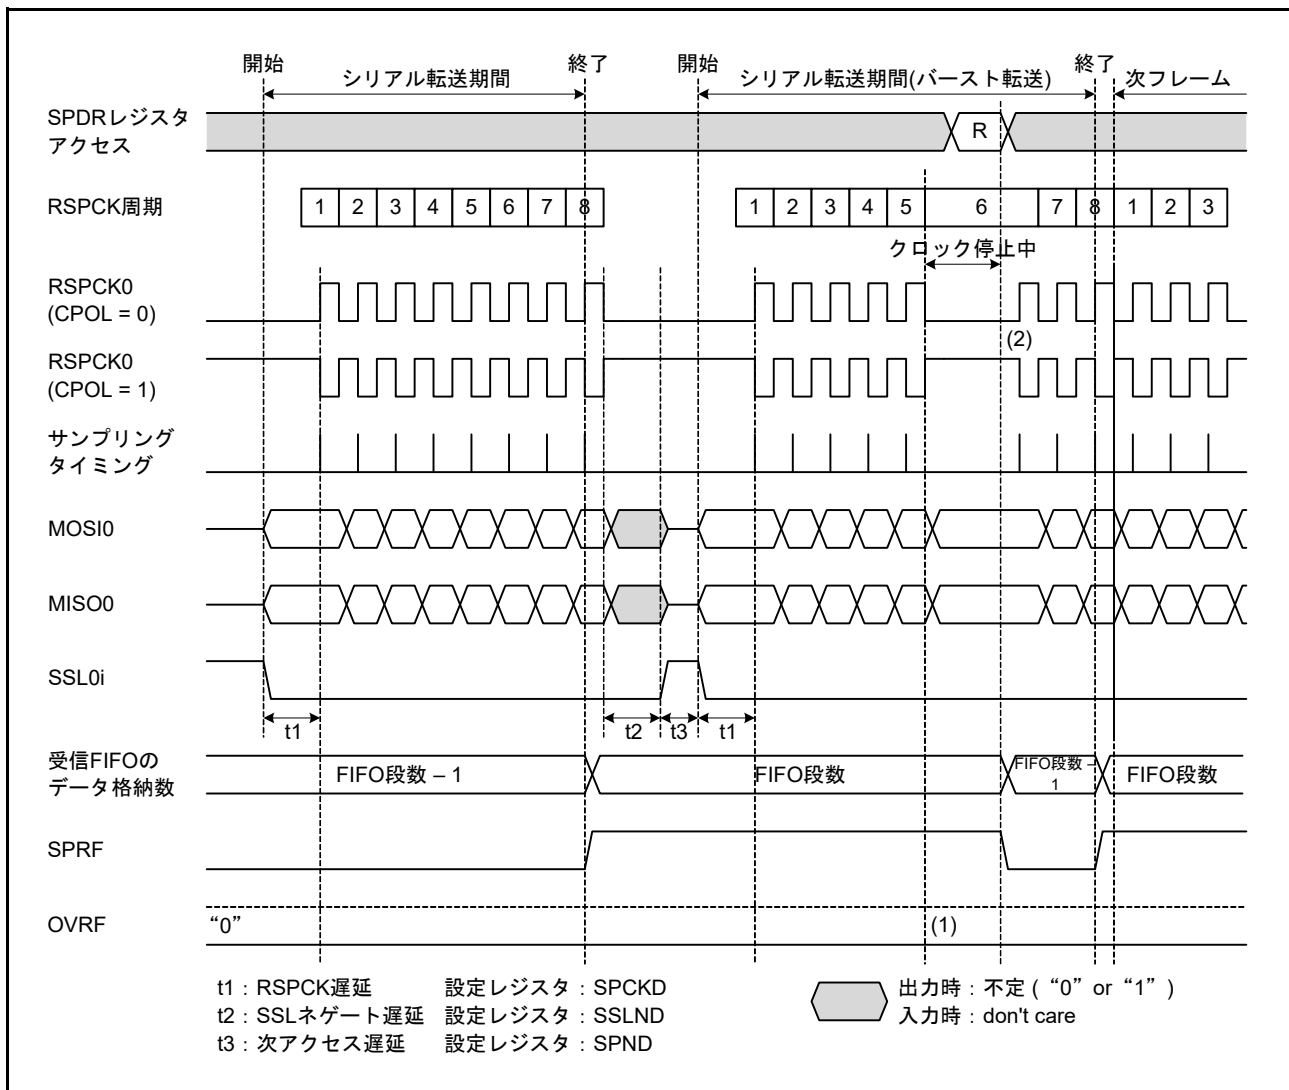 開始 シリアル転送期間 終了 開始 シリアル転送期間(バースト転送) 終了 次フレーム
SPDRレジスタ
アクセス
R
RSPCK周期
1 2 3 4 5 6 7 8 1 2 3 4 5 6 7 8 1 2 3
クロック停止中
RSPCK0
(CPOL = 0)
(2)
RSPCK0
(CPOL = 1)
サンプリング
タイミング
MOSI0
MISO0
SSL0i
t1 t2 t3 t1
受信FIFOの
データ格納数
FIFO段数 – 1 FIFO段数 FIFO段数 –
1
FIFO段数
SPRF
OVRF
“0”
(1)
t1：RSPCK遅延 設定レジスタ：SPCKD
t2：SSLネゲート遅延 設定レジスタ：SSLND
t3：次アクセス遅延 設定レジスタ：SPND
出力時：不定 ( “0” or “1” )
入力時：don't care